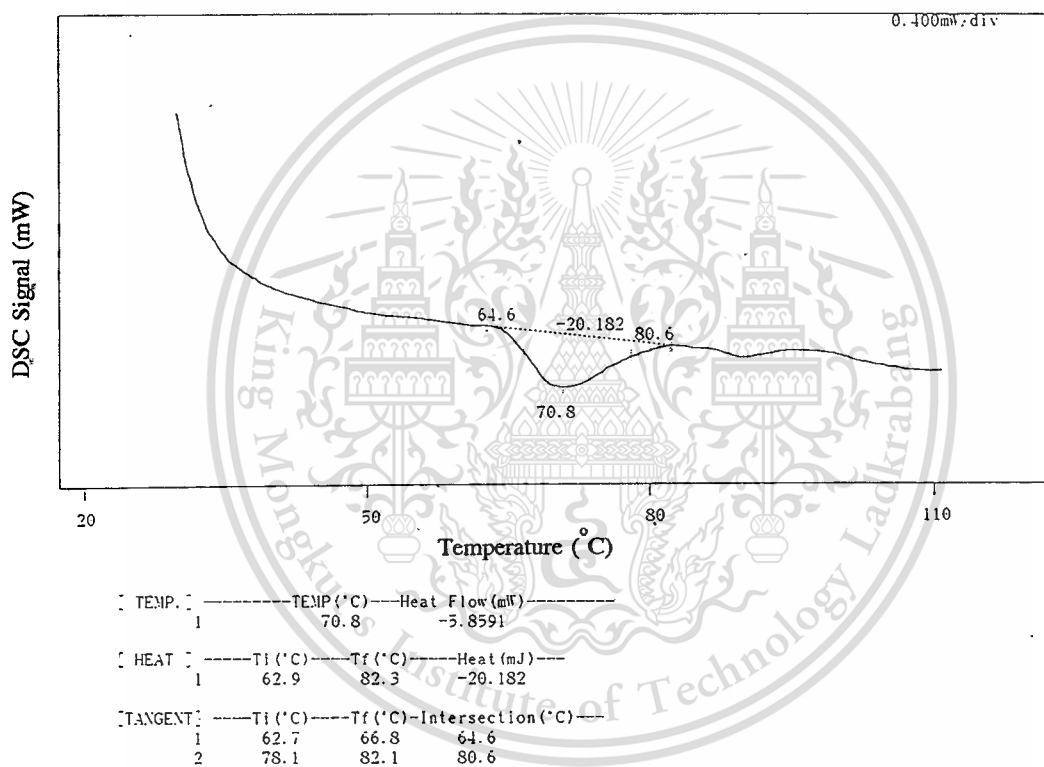 0.400mW/div
DSC Signal (mW)
64.6
-20.182
80.6
70.8
20
50
80
110
Temperature (°C)
[ TEMP. ] ---------TEMP(°C)---Heat Flow(mW)----------
1 70.8 -3.8591
[ HEAT ] -----Ti(°C)----Tf(°C)-----Heat(mJ)---
1 62.9 82.3 -20.182
[TANGENT] ----Ti(°C)----Tf(°C)-Intersection(°C)---
1 62.7 66.8 64.6
2 78.1 82.1 80.6
King Mongkut's Institute of Technology Ladkrabang